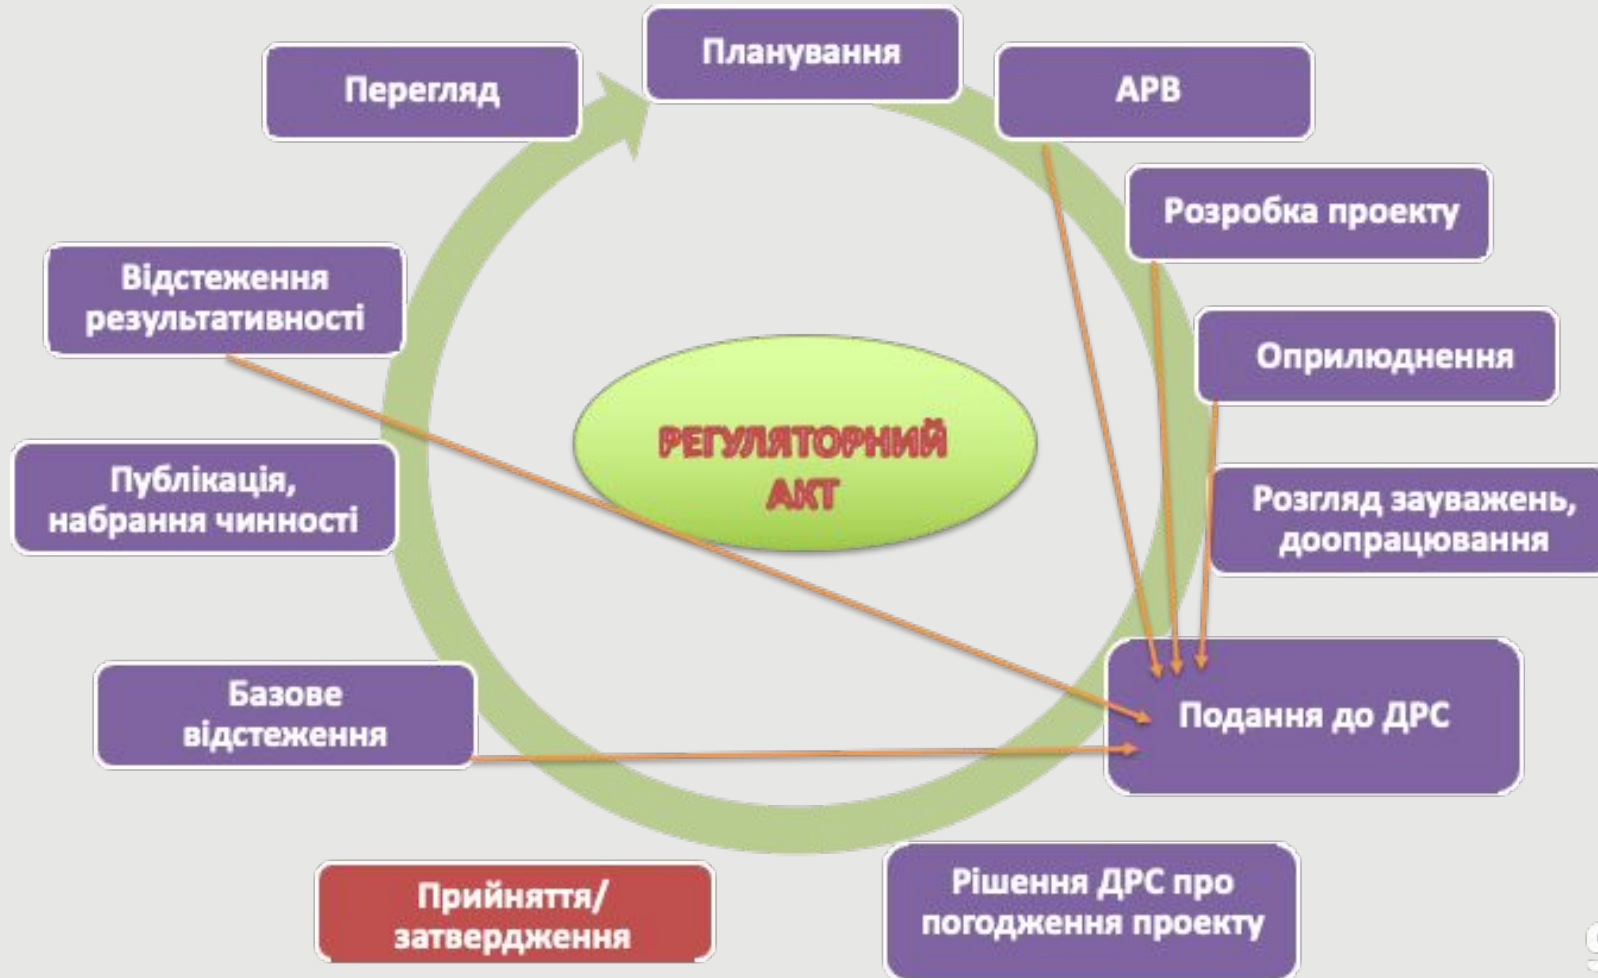 Планування
АРВ
Розробка проекту
Оприлюднення
Розгляд зауважень,
доопрацювання
Подання до ДРС
Рішення ДРС про
погодження проекту
Прийняття/
затвердження
Базове
відстеження
Публікація,
набрання чинності
Відстеження
результативності
Перегляд
РЕГУЛЯТОРНИЙ
АКТ